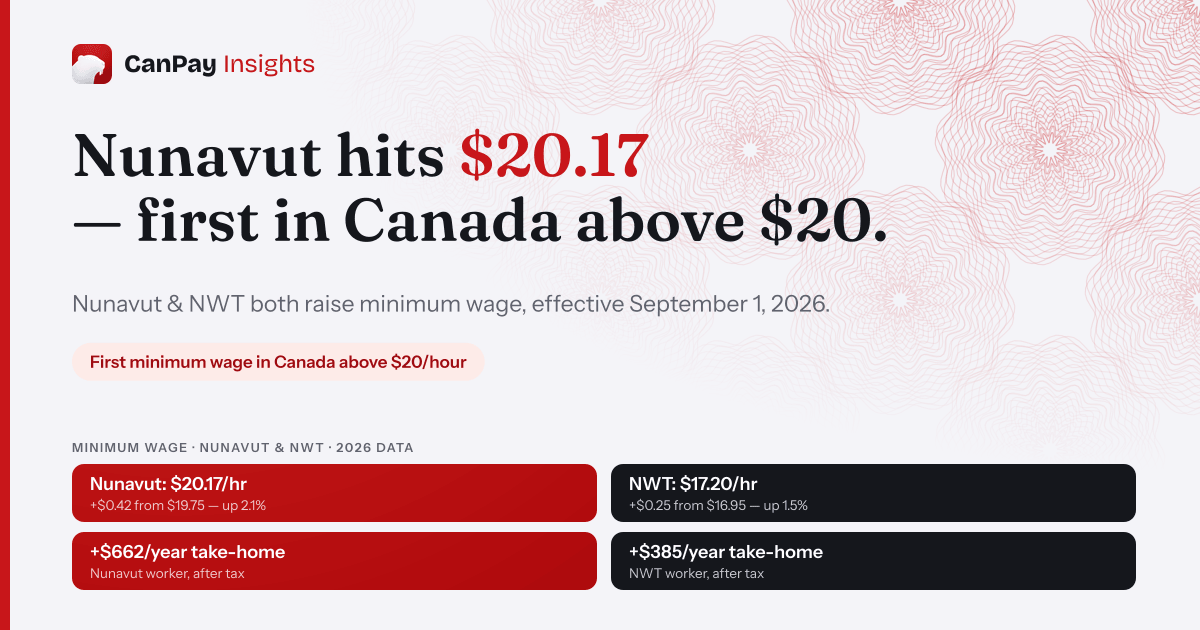 CanPay Insights
Nunavut hits $20.17
— first in Canada above $20.
Nunavut & NWT both raise minimum wage, effective September 1, 2026.
First minimum wage in Canada above $20/hour
MINIMUM WAGE · NUNAVUT & NWT · 2026 DATA
Nunavut: $20.17/hr
+$0.42 from $19.75 — up 2.1%
NWT: $17.20/hr
+$0.25 from $16.95 — up 1.5%
+$662/year take-home
Nunavut worker, after tax
+$385/year take-home
NWT worker, after tax